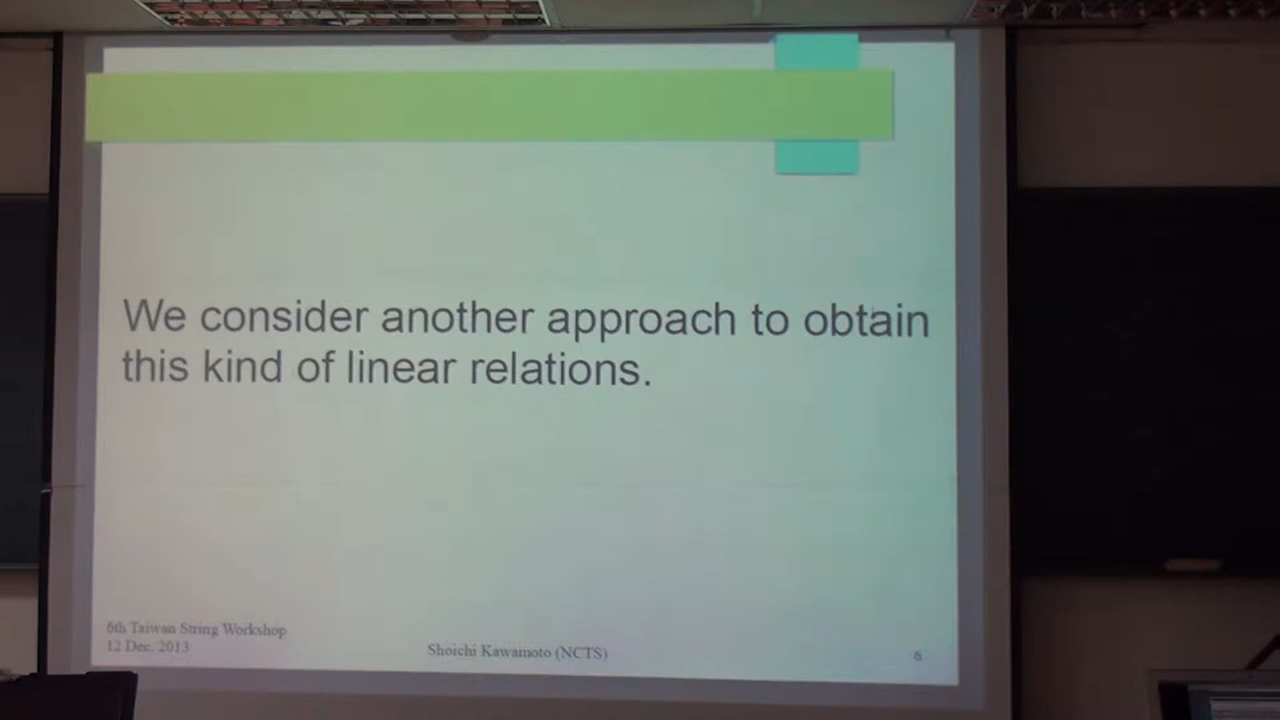 We consider another approach to obtain
this kind of linear relations.
6th Taiwan String Workshop
12 Dec. 2013
Shoichi Kawamoto (NCTS)
6